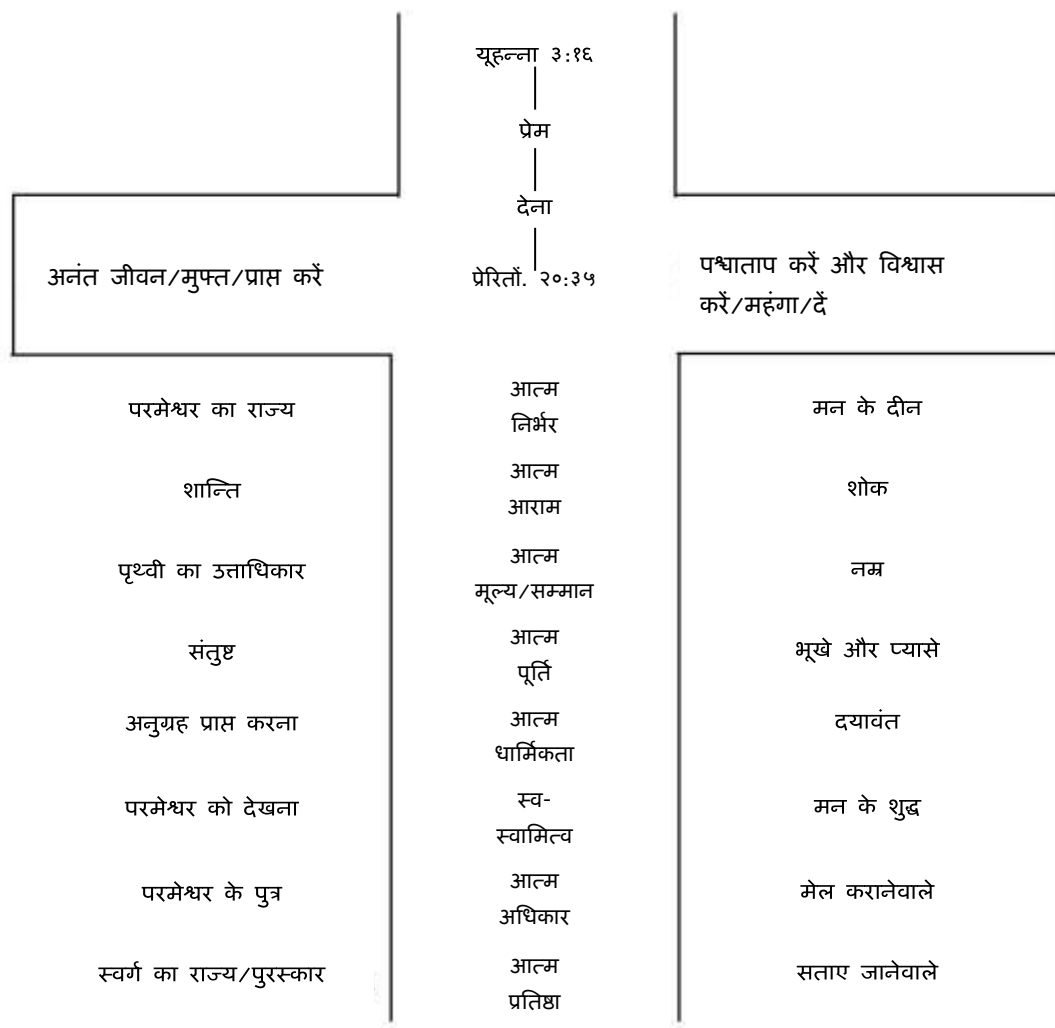 यूहन्ना ३:१६
प्रेम
देना
अनंत जीवन/मुफ्त/प्राप्त करें
प्रेरितों. २०:३५
पश्चाताप करें और विश्वास
करें/महंगा/दें
परमेश्वर का राज्य
आत्म
निर्भर
मन के दीन
शान्ति
आत्म
आराम
शोक
पृथ्वी का उत्ताधिकार
आत्म
मूल्य/सम्मान
नम्र
संतुष्ट
आत्म
पूर्ति
भूखे और प्यासे
अनुग्रह प्राप्त करना
आत्म
धार्मिकता
दयावंत
परमेश्वर को देखना
स्व-
स्वामित्व
मन के शुद्ध
परमेश्वर के पुत्र
आत्म
अधिकार
मेल करानेवाले
स्वर्ग का राज्य/पुरस्कार
आत्म
प्रतिष्ठा
सताए जानेवाले